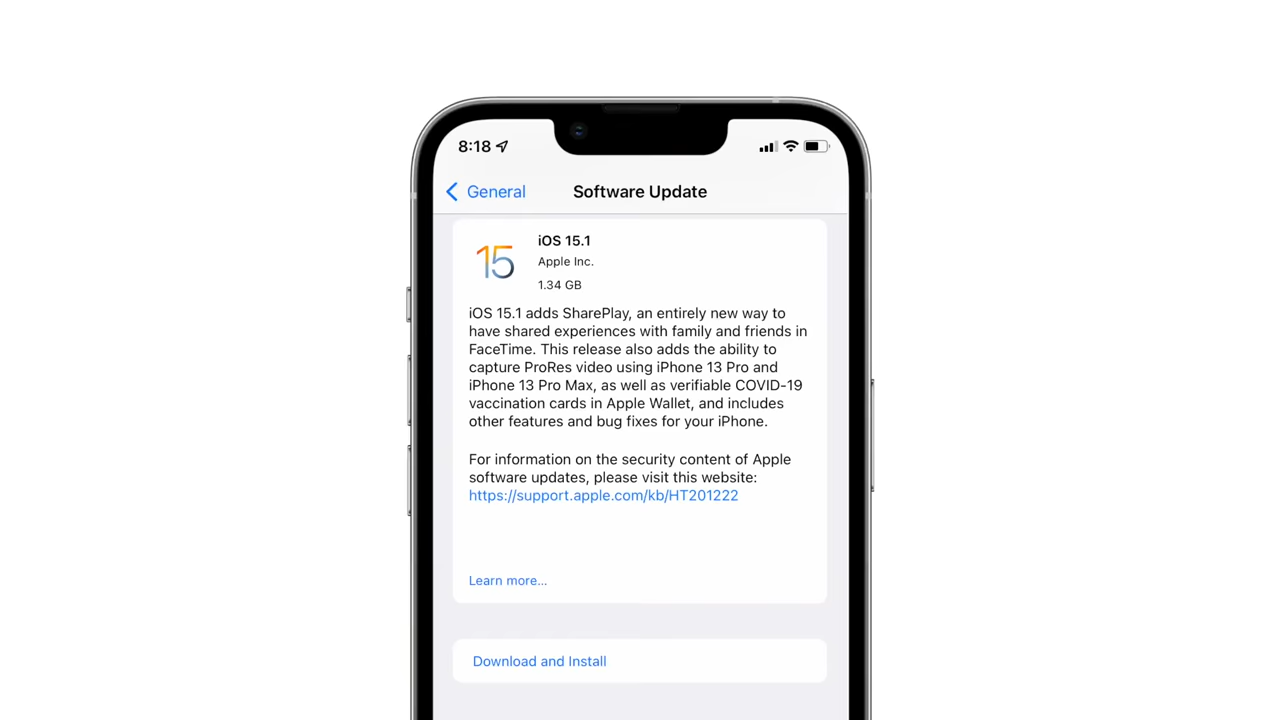 8:18
General
Software Update
15
iOS 15.1
Apple Inc.
1.34 GB
iOS 15.1 adds SharePlay, an entirely new way to
have shared experiences with family and friends in
FaceTime. This release also adds the ability to
capture ProRes video using iPhone 13 Pro and
iPhone 13 Pro Max, as well as verifiable COVID-19
vaccination cards in Apple Wallet, and includes
other features and bug fixes for your iPhone.
For information on the security content of Apple
software updates, please visit this website:
https://support.apple.com/kb/HT201222
Learn more...
Download and Install